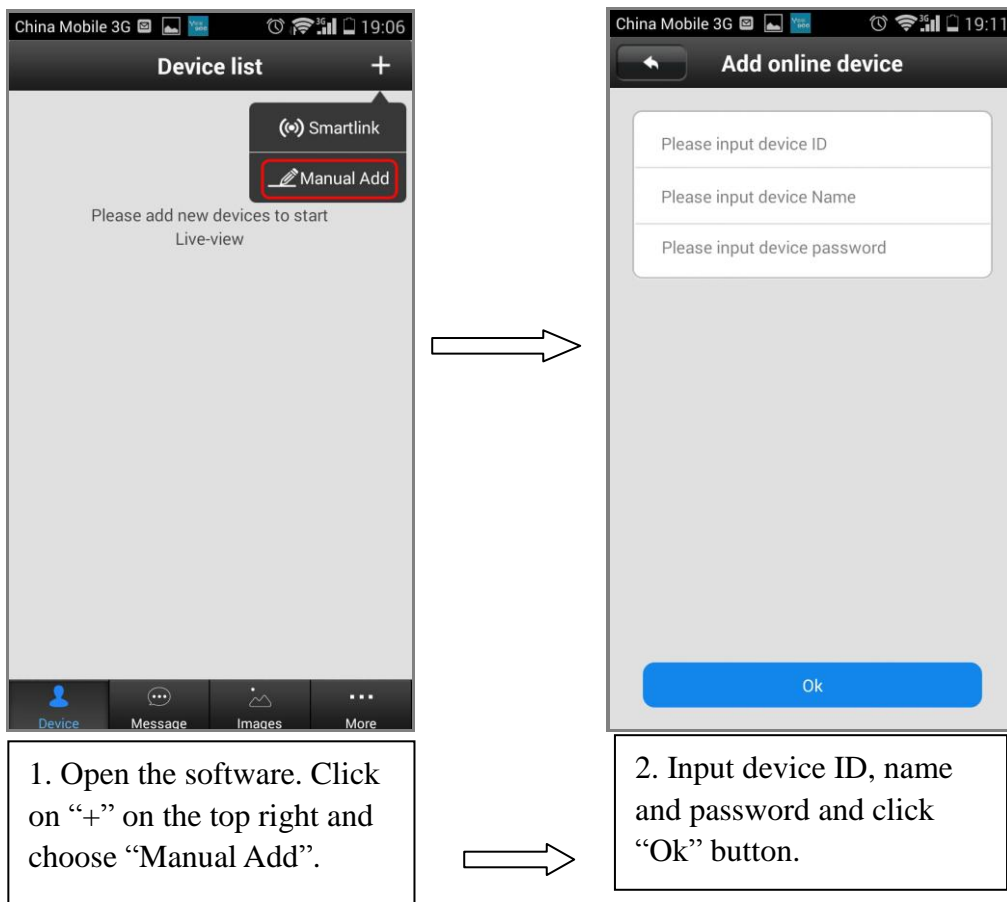 China Mobile 3G
19:06
Device list
+
Smartlink
Manual Add
Please add new devices to start
Live-view
Device
Message
Images
More
1. Open the software. Click
on “+” on the top right and
choose “Manual Add”.
China Mobile 3G
19:11
Add online device
Please input device ID
Please input device Name
Please input device password
Ok
2. Input device ID, name
and password and click
“Ok” button.